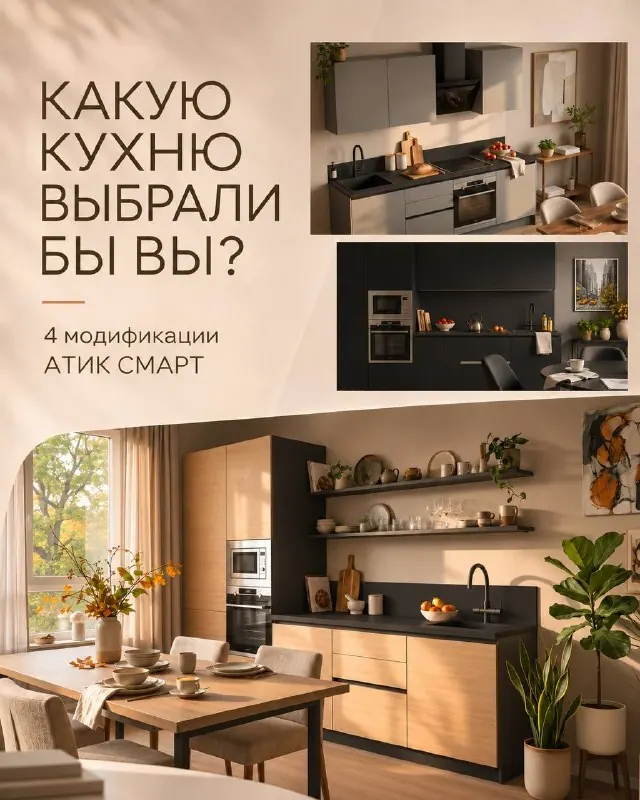 КАКУЮ
КУХНЮ
ВЫБРАЛИ
БЫ ВЫ?
4 модификации
АТИК СМАРТ